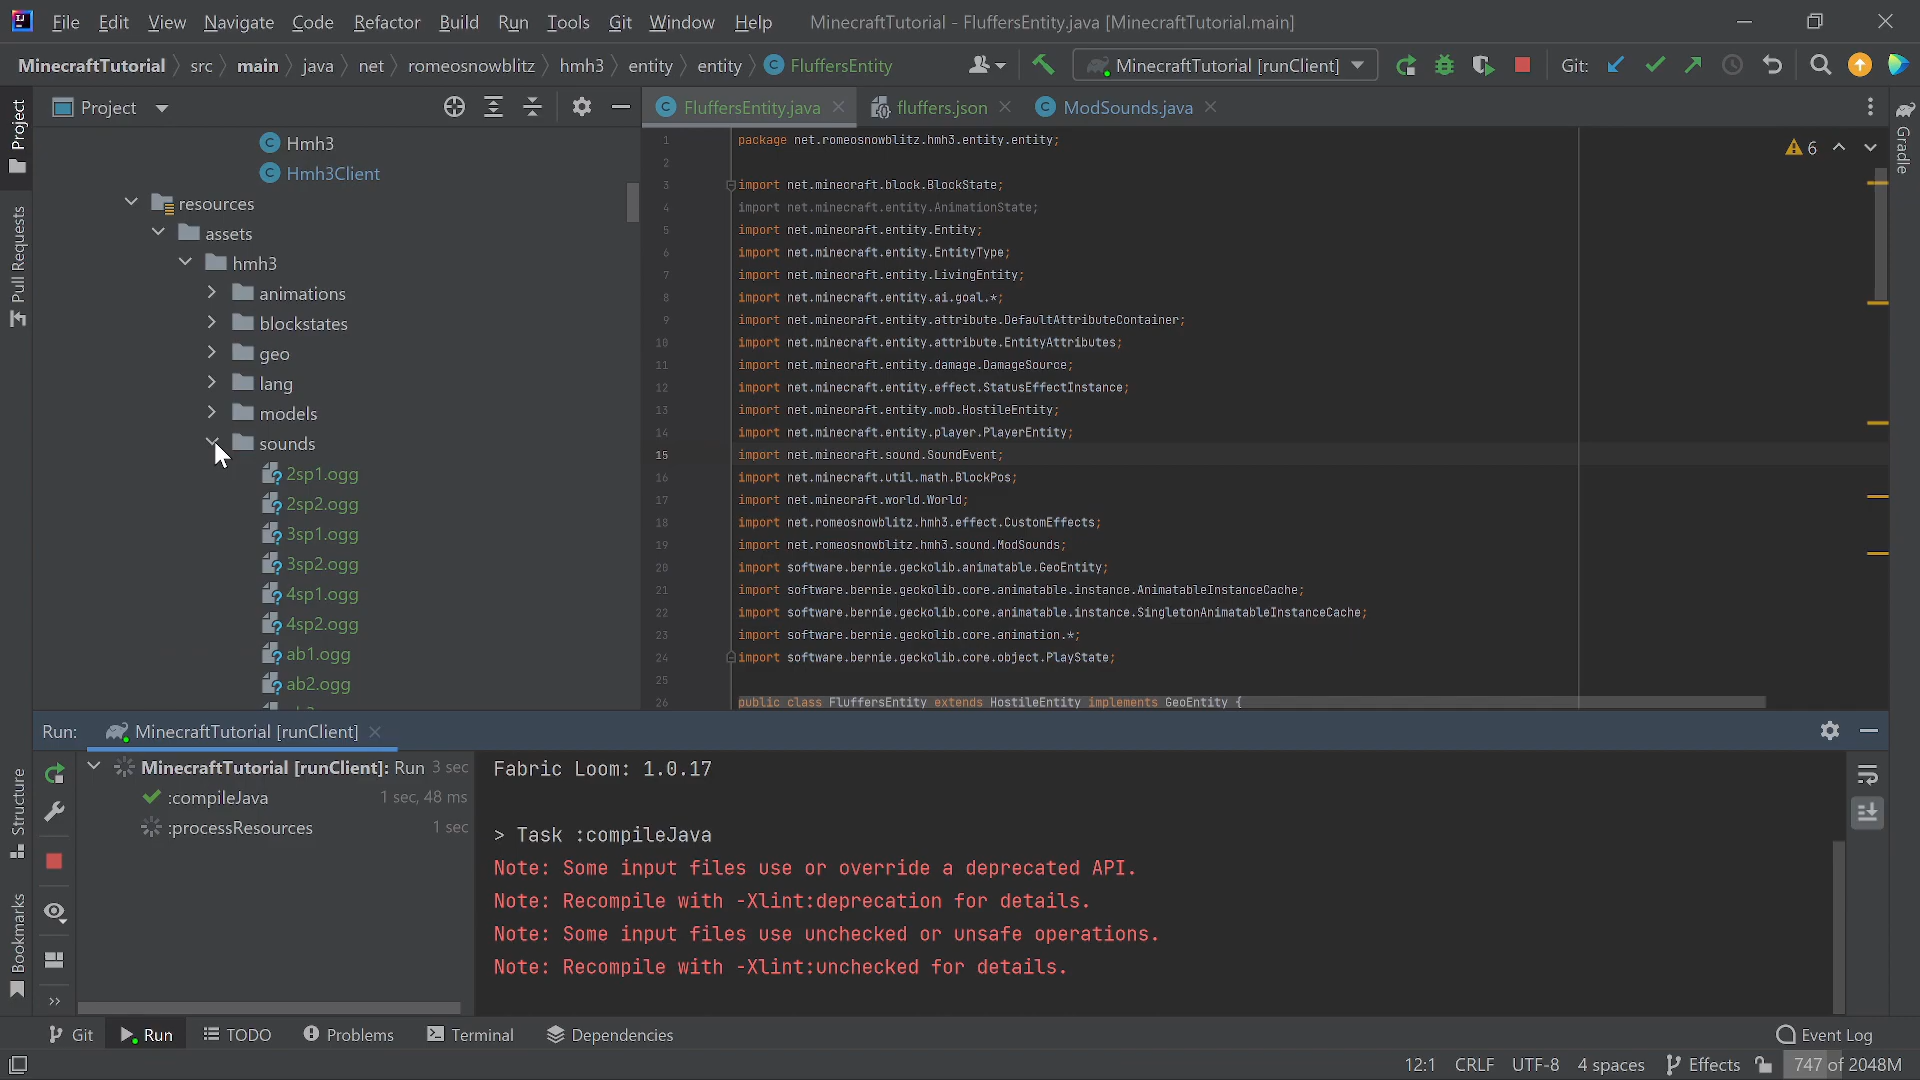 File Edit View Navigate Code Refactor Build Run Tools Git Window Help MinecraftTutorial - FluffersEntity.java [MinecraftTutorial.main]
MinecraftTutorial src main java net romeosnowblitz hmh3 entity entity FluffersEntity MinecraftTutorial [runClient] Git:
Project
FluffersEntity.java fluffers.json ModSounds.java
Project
Pull Requests
Structure
Bookmarks
Gradle
Hmh3
Hmh3Client
resources
assets
hmh3
animations
blockstates
geo
lang
models
sounds
2sp1.ogg
2sp2.ogg
3sp1.ogg
3sp2.ogg
4sp1.ogg
4sp2.ogg
ab1.ogg
ab2.ogg
6
1 package net.romeosnowblitz.hmh3.entity.entity;
2
3 import net.minecraft.block.BlockState;
4 import net.minecraft.entity.AnimationState;
5 import net.minecraft.entity.Entity;
6 import net.minecraft.entity.EntityType;
7 import net.minecraft.entity.LivingEntity;
8 import net.minecraft.entity.ai.goal.*;
9 import net.minecraft.entity.attribute.DefaultAttributeContainer;
10 import net.minecraft.entity.attribute.EntityAttributes;
11 import net.minecraft.entity.damage.DamageSource;
12 import net.minecraft.entity.effect.StatusEffectInstance;
13 import net.minecraft.entity.mob.HostileEntity;
14 import net.minecraft.entity.player.PlayerEntity;
15 import net.minecraft.sound.SoundEvent;
16 import net.minecraft.util.math.BlockPos;
17 import net.minecraft.world.World;
18 import net.romeosnowblitz.hmh3.effect.CustomEffects;
19 import net.romeosnowblitz.hmh3.sound.ModSounds;
20 import software.bernie.geckolib.animatable.GeoEntity;
21 import software.bernie.geckolib.core.animatable.instance.AnimatableInstanceCache;
22 import software.bernie.geckolib.core.animatable.instance.SingletonAnimatableInstanceCache;
23 import software.bernie.geckolib.core.animation.*;
24 import software.bernie.geckolib.core.object.PlayState;
25
26 public class FluffersEntity extends HostileEntity implements GeoEntity {
Run: MinecraftTutorial [runClient]
MinecraftTutorial [runClient]: Run 3 sec
:compileJava 1 sec, 48 ms
:processResources 1 sec
Fabric Loom: 1.0.17
> Task :compileJava
Note: Some input files use or override a deprecated API.
Note: Recompile with -Xlint:deprecation for details.
Note: Some input files use unchecked or unsafe operations.
Note: Recompile with -Xlint:unchecked for details.
Git Run TODO Problems Terminal Dependencies Event Log
12:1 CRLF UTF-8 4 spaces Effects 747 of 2048M